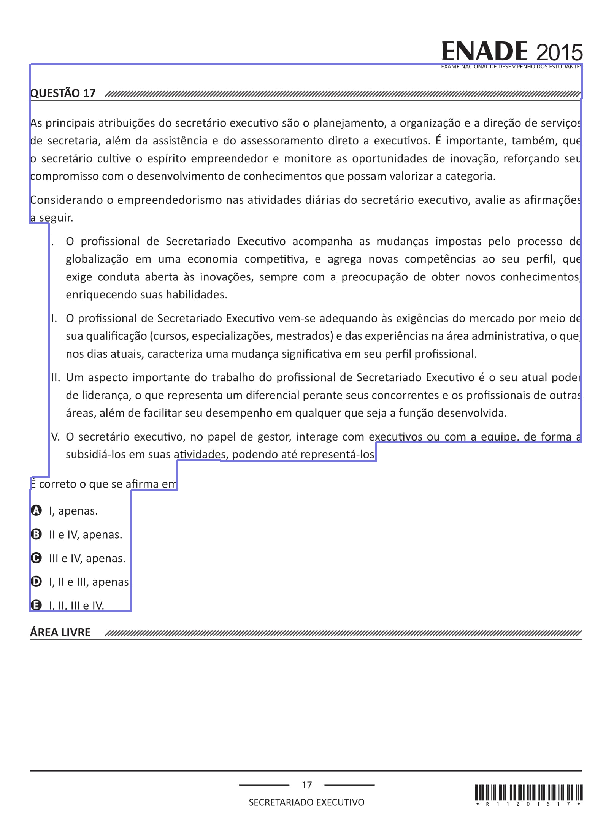 ENADE 2015
EXAME NACIONAL DE DESEMPENHO DOS ESTUDANTES
QUESTÃO 17
As principais atribuições do secretário executivo são o planejamento, a organização e a direção de serviços
de secretaria, além da assistência e do assessoramento direto a executivos. É importante, também, que
o secretário cultive o espírito empreendedor e monitore as oportunidades de inovação, reforçando seu
compromisso com o desenvolvimento de conhecimentos que possam valorizar a categoria.
Considerando o empreendedorismo nas atividades diárias do secretário executivo, avalie as afirmações
a seguir.
I. O profissional de Secretariado Executivo acompanha as mudanças impostas pelo processo de
globalização em uma economia competitiva, e agrega novas competências ao seu perfil, que
exige conduta aberta às inovações, sempre com a preocupação de obter novos conhecimentos,
enriquecendo suas habilidades.
II. O profissional de Secretariado Executivo vem-se adequando às exigências do mercado por meio de
sua qualificação (cursos, especializações, mestrados) e das experiências na área administrativa, o que,
nos dias atuais, caracteriza uma mudança significativa em seu perfil profissional.
III. Um aspecto importante do trabalho do profissional de Secretariado Executivo é o seu atual poder
de liderança, o que representa um diferencial perante seus concorrentes e os profissionais de outras
áreas, além de facilitar seu desempenho em qualquer que seja a função desenvolvida.
IV. O secretário executivo, no papel de gestor, interage com executivos ou com a equipe, de forma a
subsidiá-los em suas atividades, podendo até representá-los.
É correto o que se afirma em
A I, apenas.
B II e IV, apenas.
C III e IV, apenas.
D I, II e III, apenas.
E I, II, III e IV.
ÁREA LIVRE
17
SECRETARIADO EXECUTIVO
*R1120151 7*